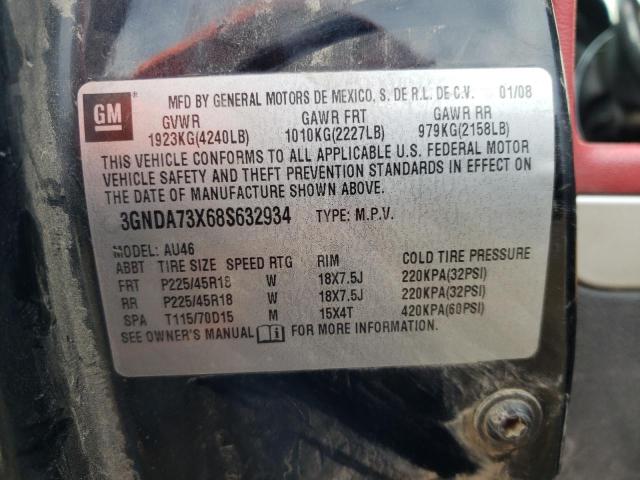 GM
MFD BY GENERAL MOTORS DE MEXICO, S. DE R.L. DE C.V. 01/08
GVWR GAWR FRT GAWR RR
1923KG(4240LB) 1010KG(2227LB) 979KG(2158LB)
THIS VEHICLE CONFORMS TO ALL APPLICABLE U.S. FEDERAL MOTOR
VEHICLE SAFETY AND THEFT PREVENTION STANDARDS IN EFFECT ON
THE DATE OF MANUFACTURE SHOWN ABOVE.
3GNDA73X68S632934 TYPE: M.P.V.
MODEL: AU46
ABBT TIRE SIZE SPEED RTG RIM COLD TIRE PRESSURE
FRT P225/45R18 W 18X7.5J 220KPA(32PSI)
RR P225/45R18 W 18X7.5J 220KPA(32PSI)
SPA T115/70D15 M 15X4T 420KPA(60PSI)
SEE OWNER'S MANUAL FOR MORE INFORMATION.